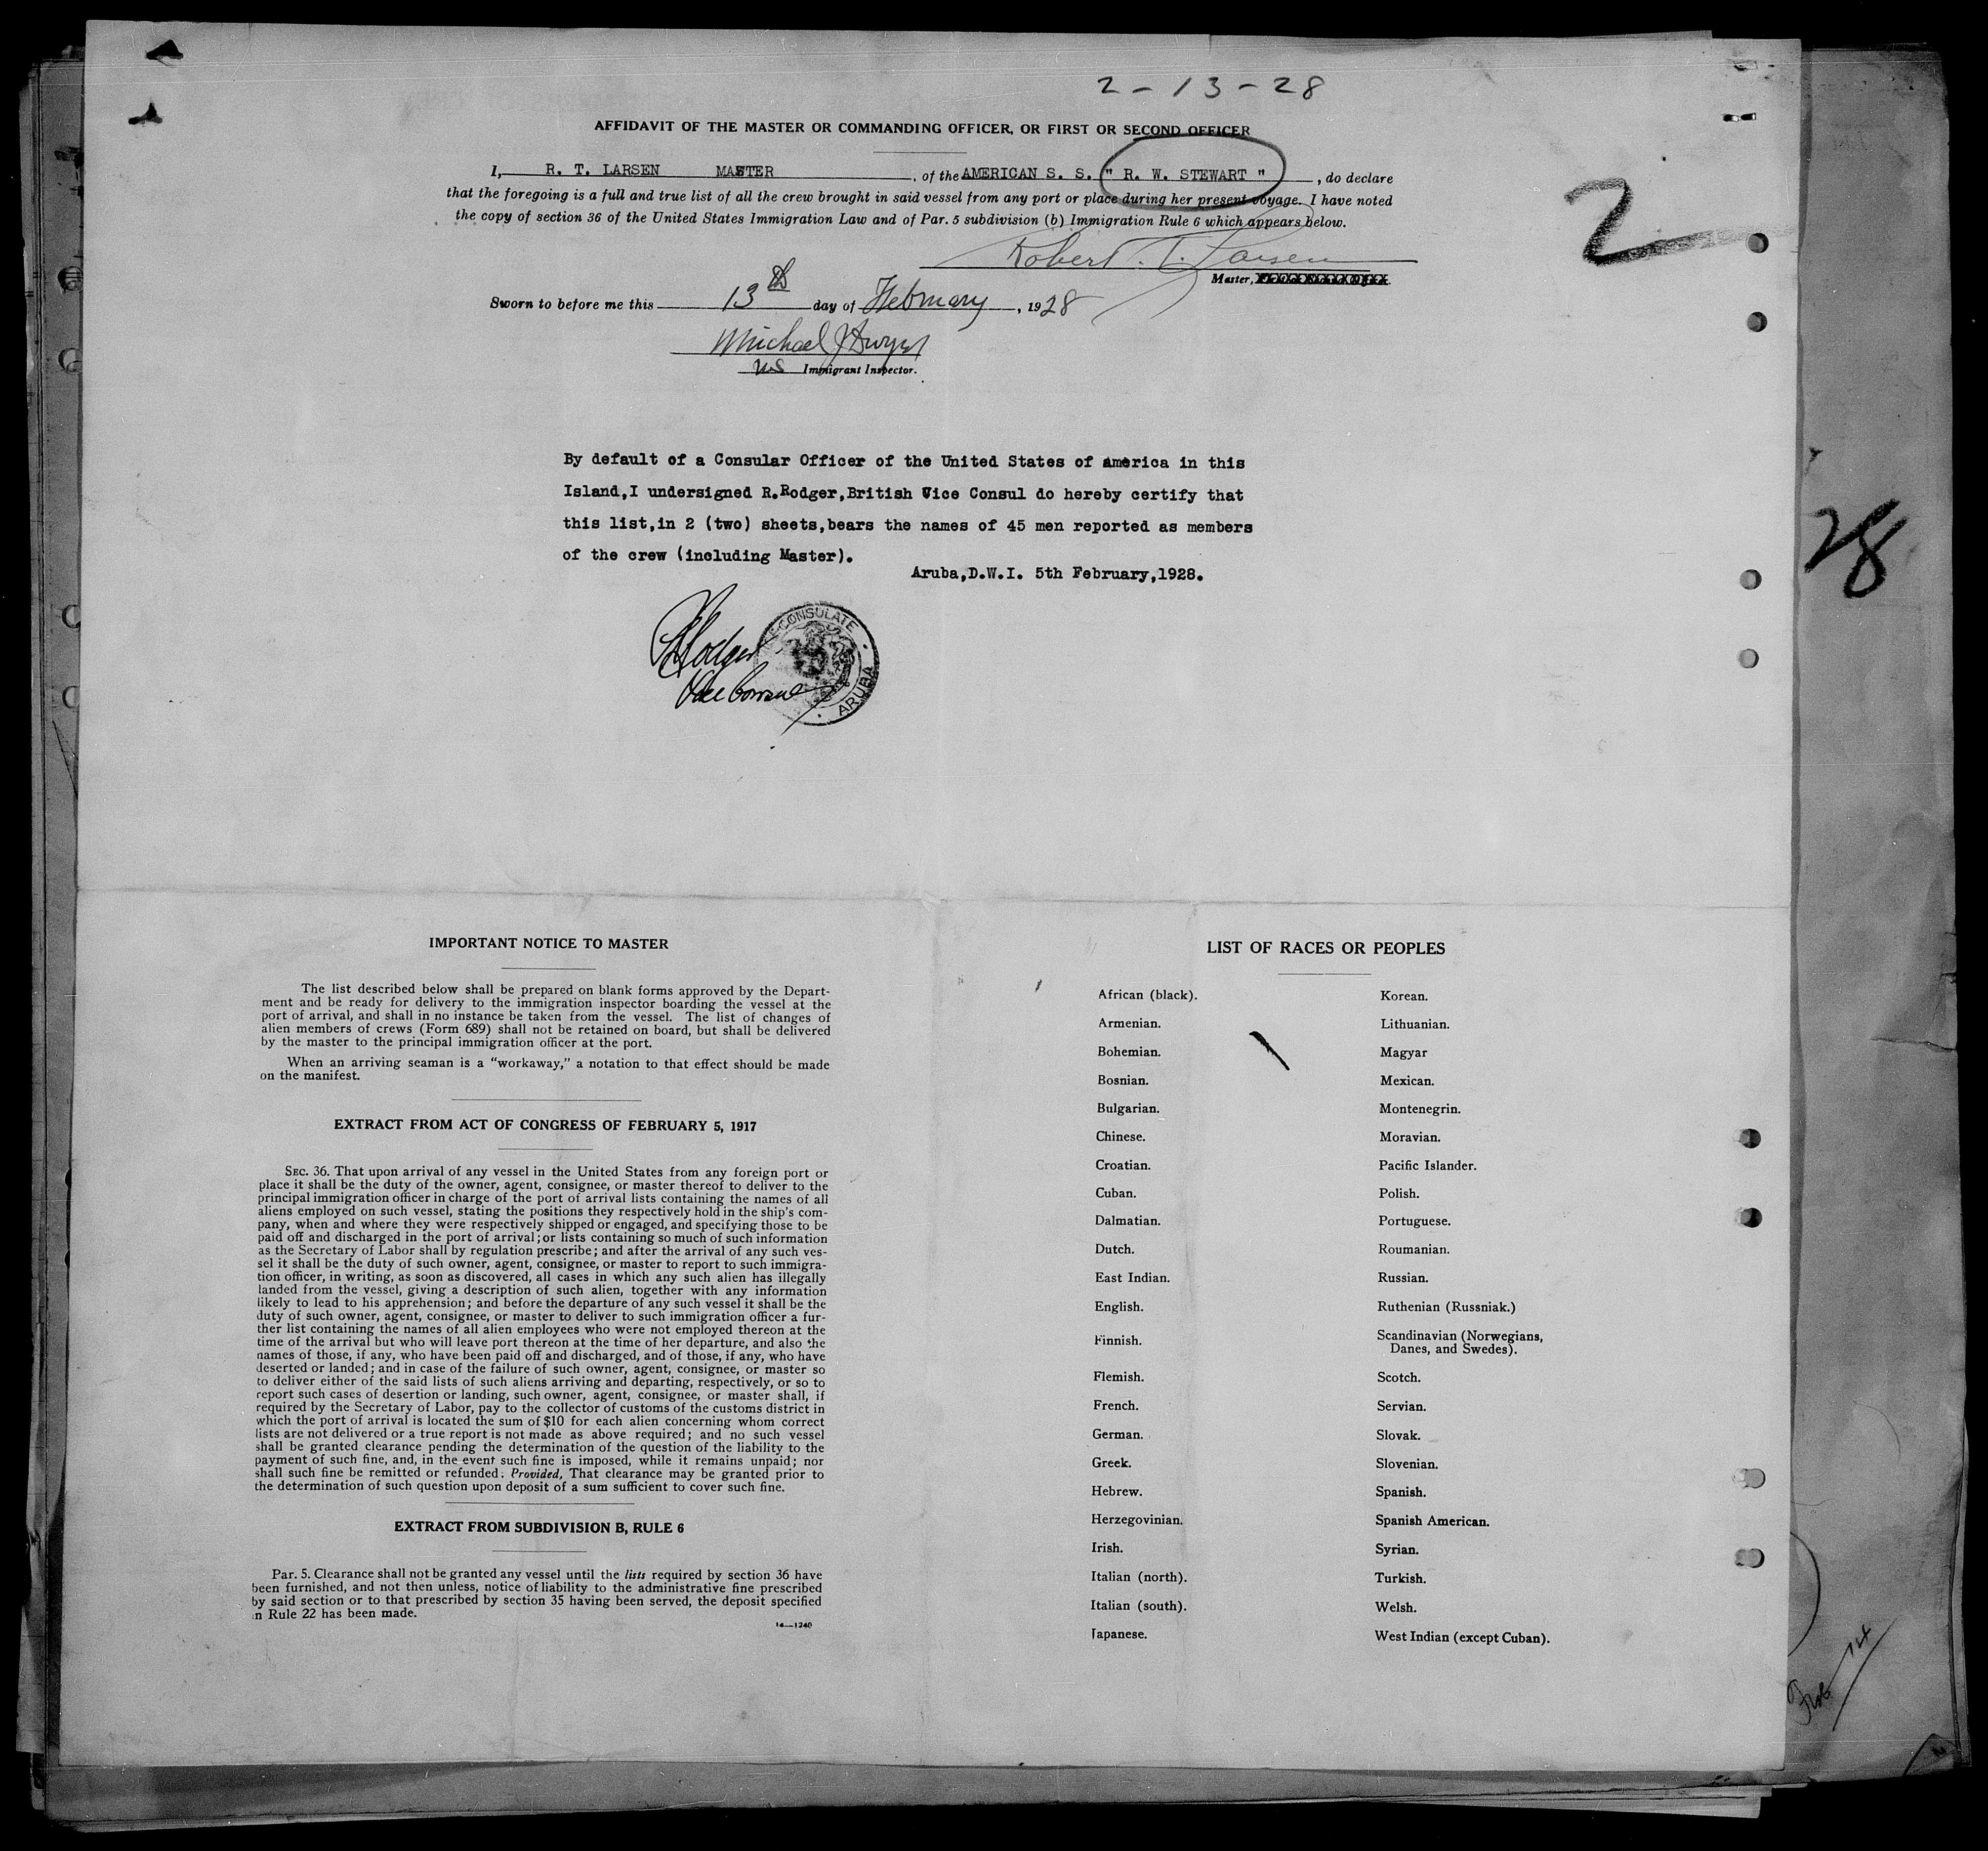 2-13-28
AFFIDAVIT OF THE MASTER OR COMMANDING OFFICER, OR FIRST OR SECOND OFFICER
I, R. T. LARSEN MASTER, of the AMERICAN S. S. " R. W. STEWART ", do declare
that the foregoing is a full and true list of all the crew brought in said vessel from any port or place during her present voyage. I have noted
the copy of section 36 of the United States Immigration Law and of Par. 5 subdivision (b) Immigration Rule 6 which appears below.
2
Robert T. Larsen
Master,
Sworn to before me this 13th day of February, 1928
Michael J Dwyer
US Immigrant Inspector.
By default of a Consular Officer of the United States of America in this
Island,I undersigned R.Rodger,British Vice Consul do hereby certify that
this list,in 2 (two) sheets,bears the names of 45 men reported as members
of the crew (including Master).
Aruba,D.W.I. 5th February,1928.
28
RRodger
Vice Consul
CONSULATE
ARUBA
IMPORTANT NOTICE TO MASTER
The list described below shall be prepared on blank forms approved by the Depart-
ment and be ready for delivery to the immigration inspector boarding the vessel at the
port of arrival, and shall in no instance be taken from the vessel. The list of changes of
alien members of crews (Form 689) shall not be retained on board, but shall be delivered
by the master to the principal immigration officer at the port.
When an arriving seaman is a "workaway," a notation to that effect should be made
on the manifest.
EXTRACT FROM ACT OF CONGRESS OF FEBRUARY 5, 1917
SEC. 36. That upon arrival of any vessel in the United States from any foreign port or
place it shall be the duty of the owner, agent, consignee, or master thereof to deliver to the
principal immigration officer in charge of the port of arrival lists containing the names of all
aliens employed on such vessel, stating the positions they respectively hold in the ship's com-
pany, when and where they were respectively shipped or engaged, and specifying those to be
paid off and discharged in the port of arrival; or lists containing so much of such information
as the Secretary of Labor shall by regulation prescribe; and after the arrival of any such ves-
sel it shall be the duty of such owner, agent, consignee, or master to report to such immigra-
tion officer, in writing, as soon as discovered, all cases in which any such alien has illegally
landed from the vessel, giving a description of such alien, together with any information
likely to lead to his apprehension; and before the departure of any such vessel it shall be the
duty of such owner, agent, consignee, or master to deliver to such immigration officer a fur-
ther list containing the names of all alien employees who were not employed thereon at the
time of the arrival but who will leave port thereon at the time of her departure, and also the
names of those, if any, who have been paid off and discharged, and of those, if any, who have
deserted or landed; and in case of the failure of such owner, agent, consignee, or master so
to deliver either of the said lists of such aliens arriving and departing, respectively, or so to
report such cases of desertion or landing, such owner, agent, consignee, or master shall, if
required by the Secretary of Labor, pay to the collector of customs of the customs district in
which the port of arrival is located the sum of $10 for each alien concerning whom correct
lists are not delivered or a true report is not made as above required; and no such vessel
shall be granted clearance pending the determination of the question of the liability to the
payment of such fine, and, in the event such fine is imposed, while it remains unpaid; nor
shall such fine be remitted or refunded: Provided, That clearance may be granted prior to
the determination of such question upon deposit of a sum sufficient to cover such fine.
EXTRACT FROM SUBDIVISION B, RULE 6
Par. 5. Clearance shall not be granted any vessel until the lists required by section 36 have
been furnished, and not then unless, notice of liability to the administrative fine prescribed
by said section or to that prescribed by section 35 having been served, the deposit specified
in Rule 22 has been made.
14—1240
LIST OF RACES OR PEOPLES
African (black).
Armenian.
Bohemian.
Bosnian.
Bulgarian.
Chinese.
Croatian.
Cuban.
Dalmatian.
Dutch.
East Indian.
English.
Finnish.
Flemish.
French.
German.
Greek.
Hebrew.
Herzegovinian.
Irish.
Italian (north).
Italian (south).
Japanese.
Korean.
Lithuanian.
Magyar
Mexican.
Montenegrin.
Moravian.
Pacific Islander.
Polish.
Portuguese.
Roumanian.
Russian.
Ruthenian (Russniak.)
Scandinavian (Norwegians,
Danes, and Swedes).
Scotch.
Servian.
Slovak.
Slovenian.
Spanish.
Spanish American.
Syrian.
Turkish.
Welsh.
West Indian (except Cuban).
Feb 14